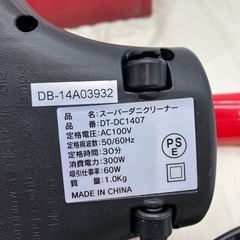 DB-14A03932
品名:スーパーダニクリーナー
品番:DT-DC1407
定格電圧:AC100V
定格周波数:50/60Hz
定格時間:30分
消費電力:300W
吸引仕事率:60W
質量:1.0Kg
MADE IN CHINA
PS
E